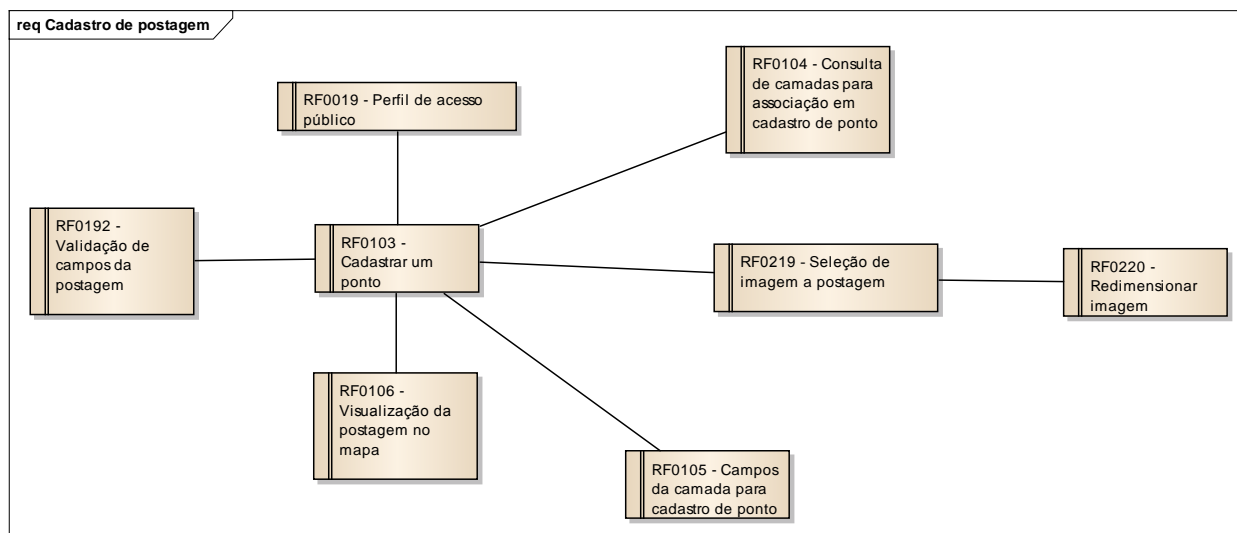 req Cadastro de postagem
RF0104 - Consulta
de camadas para
associação em
cadastro de ponto
RF0019 - Perfil de acesso
público
RF0192 -
Validação de
campos da
postagem
RF0103 -
Cadastrar um
ponto
RF0219 - Seleção de
imagem a postagem
RF0220 -
Redimensionar
imagem
RF0106 -
Visualização da
postagem no
mapa
RF0105 - Campos
da camada para
cadastro de ponto